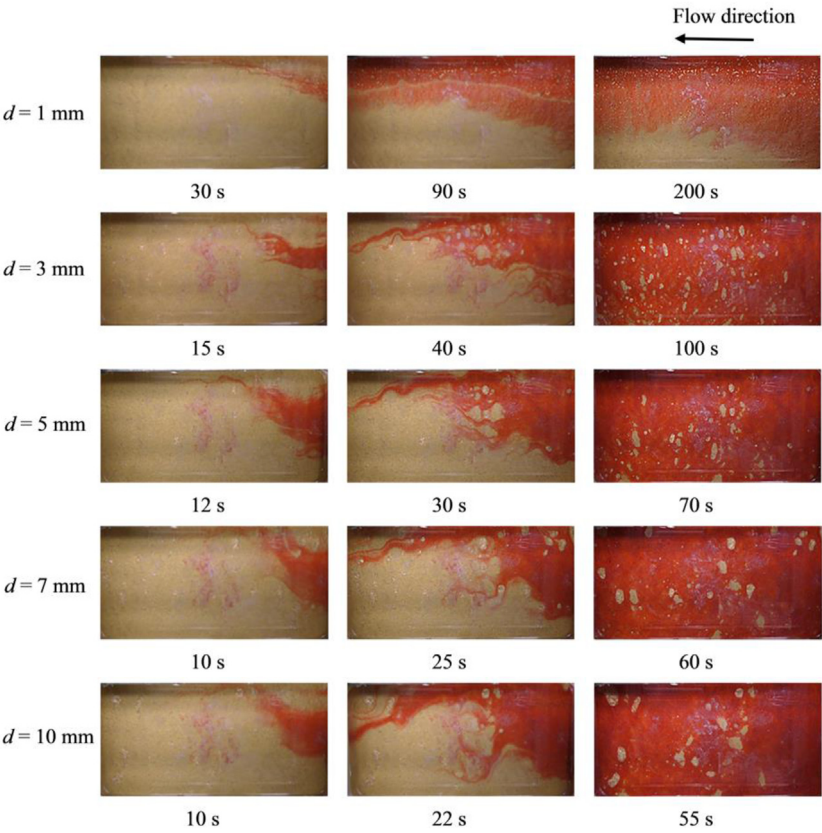 Flow direction
d = 1 mm
30 s
90 s
200 s
d = 3 mm
15 s
40 s
100 s
d = 5 mm
12 s
30 s
70 s
d = 7 mm
10 s
25 s
60 s
d = 10 mm
10 s
22 s
55 s